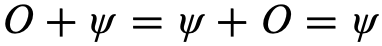 O + ψ = ψ + O = ψ